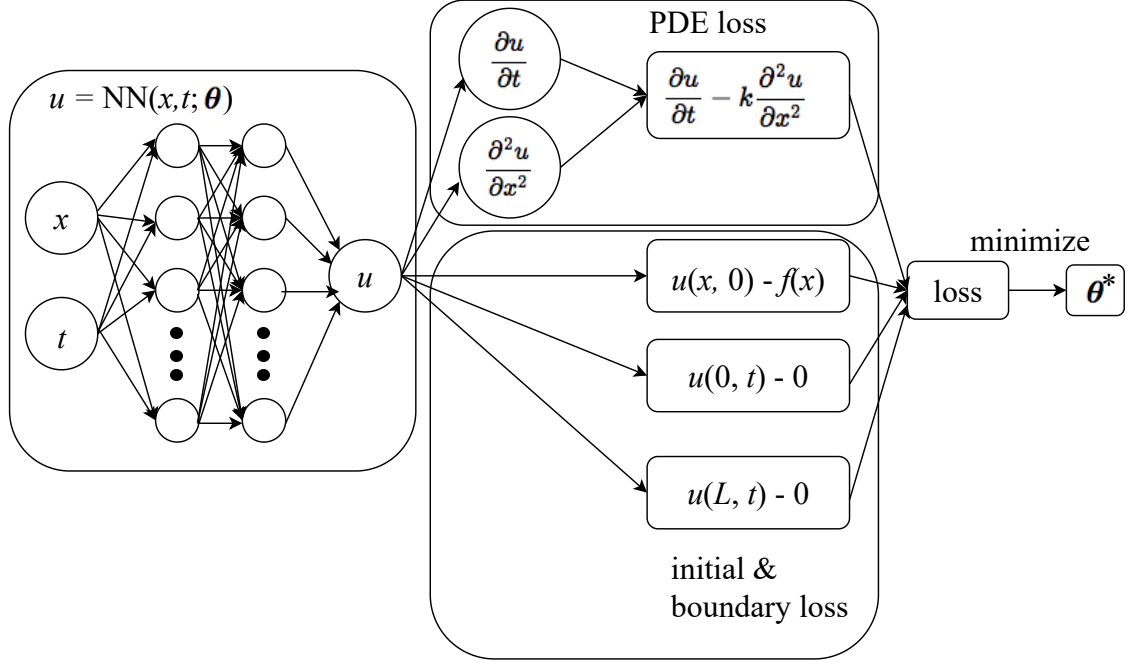 u = NN(x,t; θ)
x
t
u
PDE loss
∂u/∂t
∂²u/∂x²
∂u/∂t − k ∂²u/∂x²
u(x, 0) - f(x)
u(0, t) - 0
u(L, t) - 0
initial &
boundary loss
loss
minimize
θ*